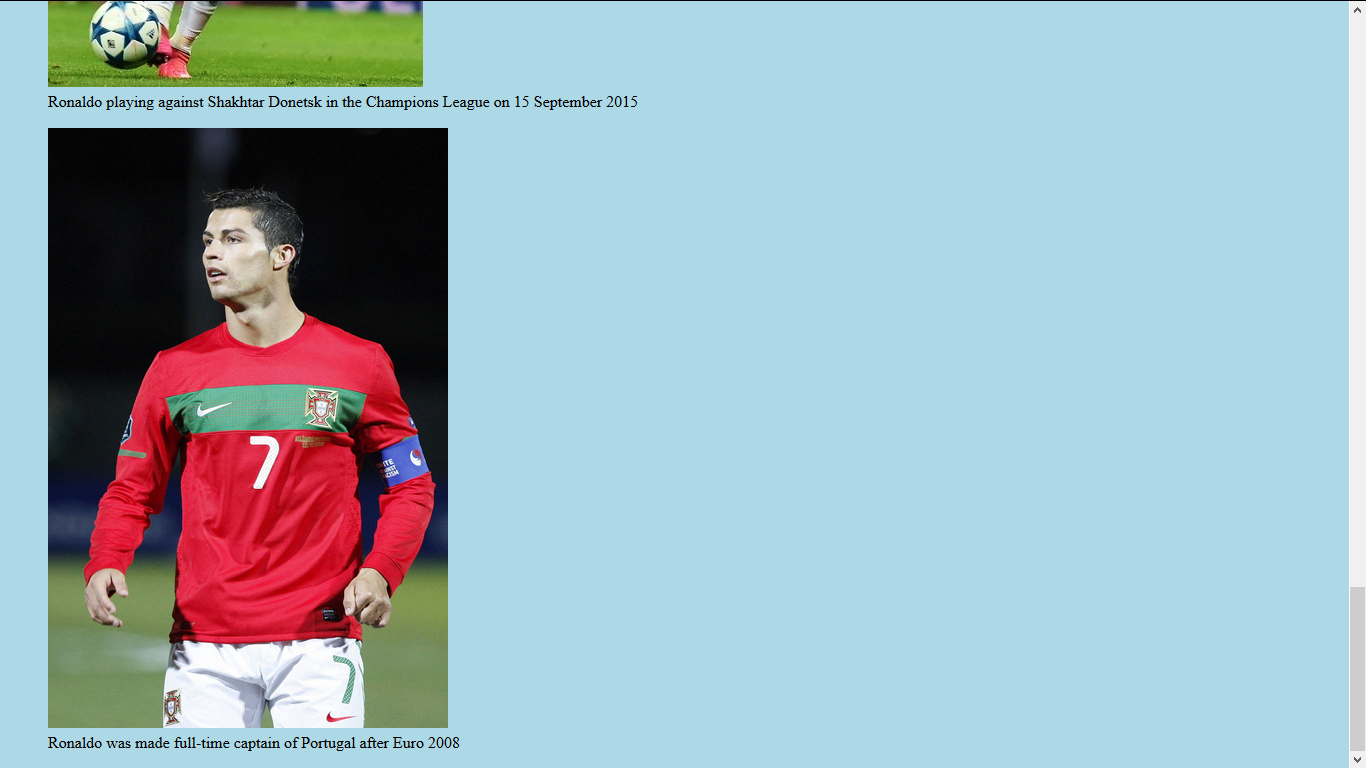 Ronaldo playing against Shakhtar Donetsk in the Champions League on 15 September 2015
7
7
Ronaldo was made full-time captain of Portugal after Euro 2008